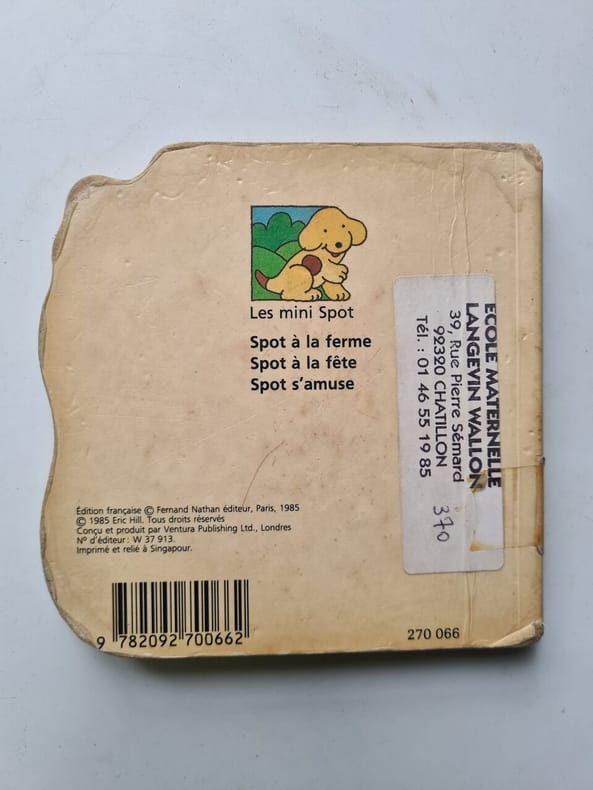 Les mini Spot
Spot à la ferme
Spot à la fête
Spot s'amuse
ECOLE MATERNELLE
LANGEVIN WALLON
39, Rue Pierre Sémard
92320 CHATILLON
Tél. : 01 46 55 19 85
370
Édition française © Fernand Nathan éditeur, Paris, 1985
© 1985 Eric Hill. Tous droits réservés
Conçu et produit par Ventura Publishing Ltd., Londres
Nº d'éditeur : W 37 913.
Imprimé et relié à Singapour.
9 782092 700662
270 066